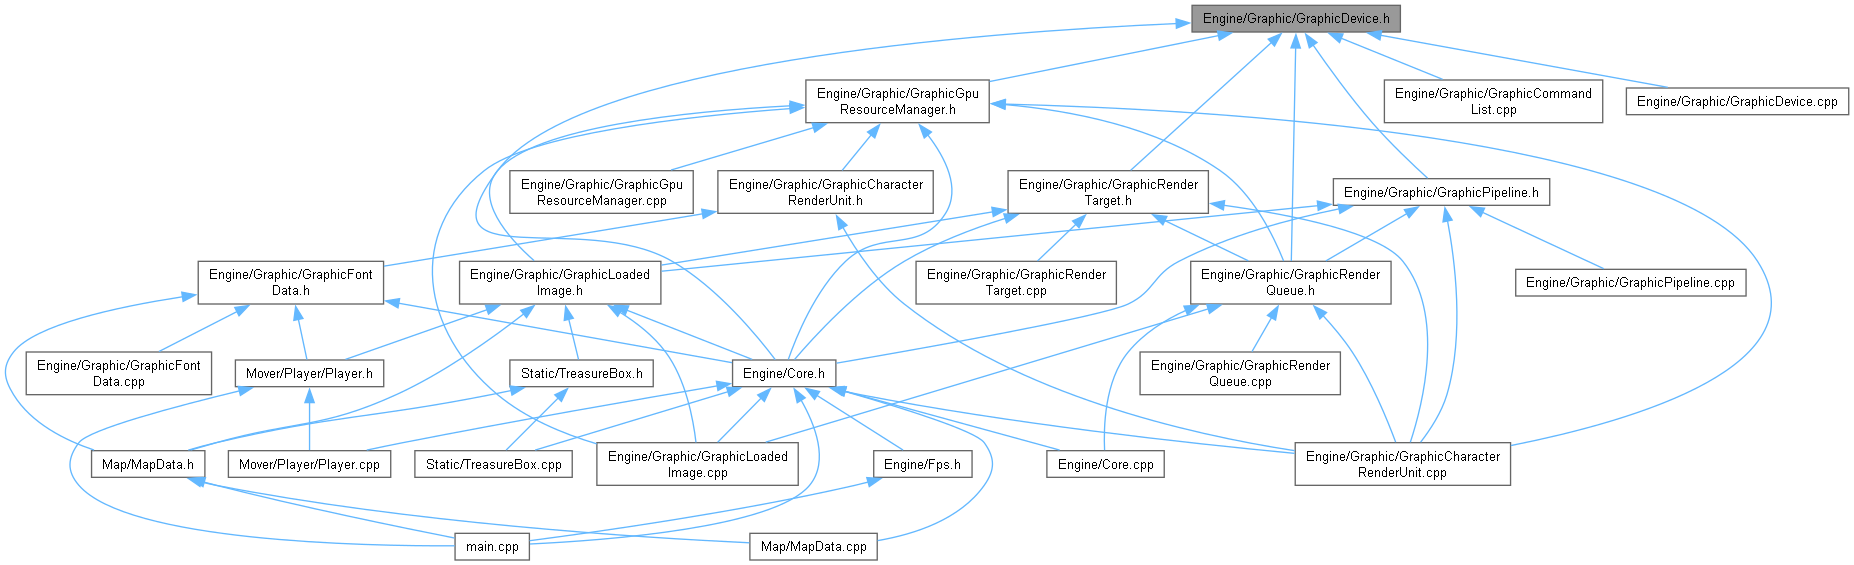 Engine/Graphic/GraphicDevice.h
Engine/Graphic/GraphicGpu
ResourceManager.h
Engine/Graphic/GraphicCommand
List.cpp
Engine/Graphic/GraphicDevice.cpp
Engine/Graphic/GraphicGpu
ResourceManager.cpp
Engine/Graphic/GraphicCharacter
RenderUnit.h
Engine/Graphic/GraphicRender
Target.h
Engine/Graphic/GraphicPipeline.h
Engine/Graphic/GraphicFont
Data.h
Engine/Graphic/GraphicLoaded
Image.h
Engine/Graphic/GraphicRender
Target.cpp
Engine/Graphic/GraphicRender
Queue.h
Engine/Graphic/GraphicPipeline.cpp
Engine/Graphic/GraphicFont
Data.cpp
Mover/Player/Player.h
Static/TreasureBox.h
Engine/Core.h
Engine/Graphic/GraphicRender
Queue.cpp
Map/MapData.h
Mover/Player/Player.cpp
Static/TreasureBox.cpp
Engine/Graphic/GraphicLoaded
Image.cpp
Engine/Fps.h
Engine/Core.cpp
Engine/Graphic/GraphicCharacter
RenderUnit.cpp
main.cpp
Map/MapData.cpp